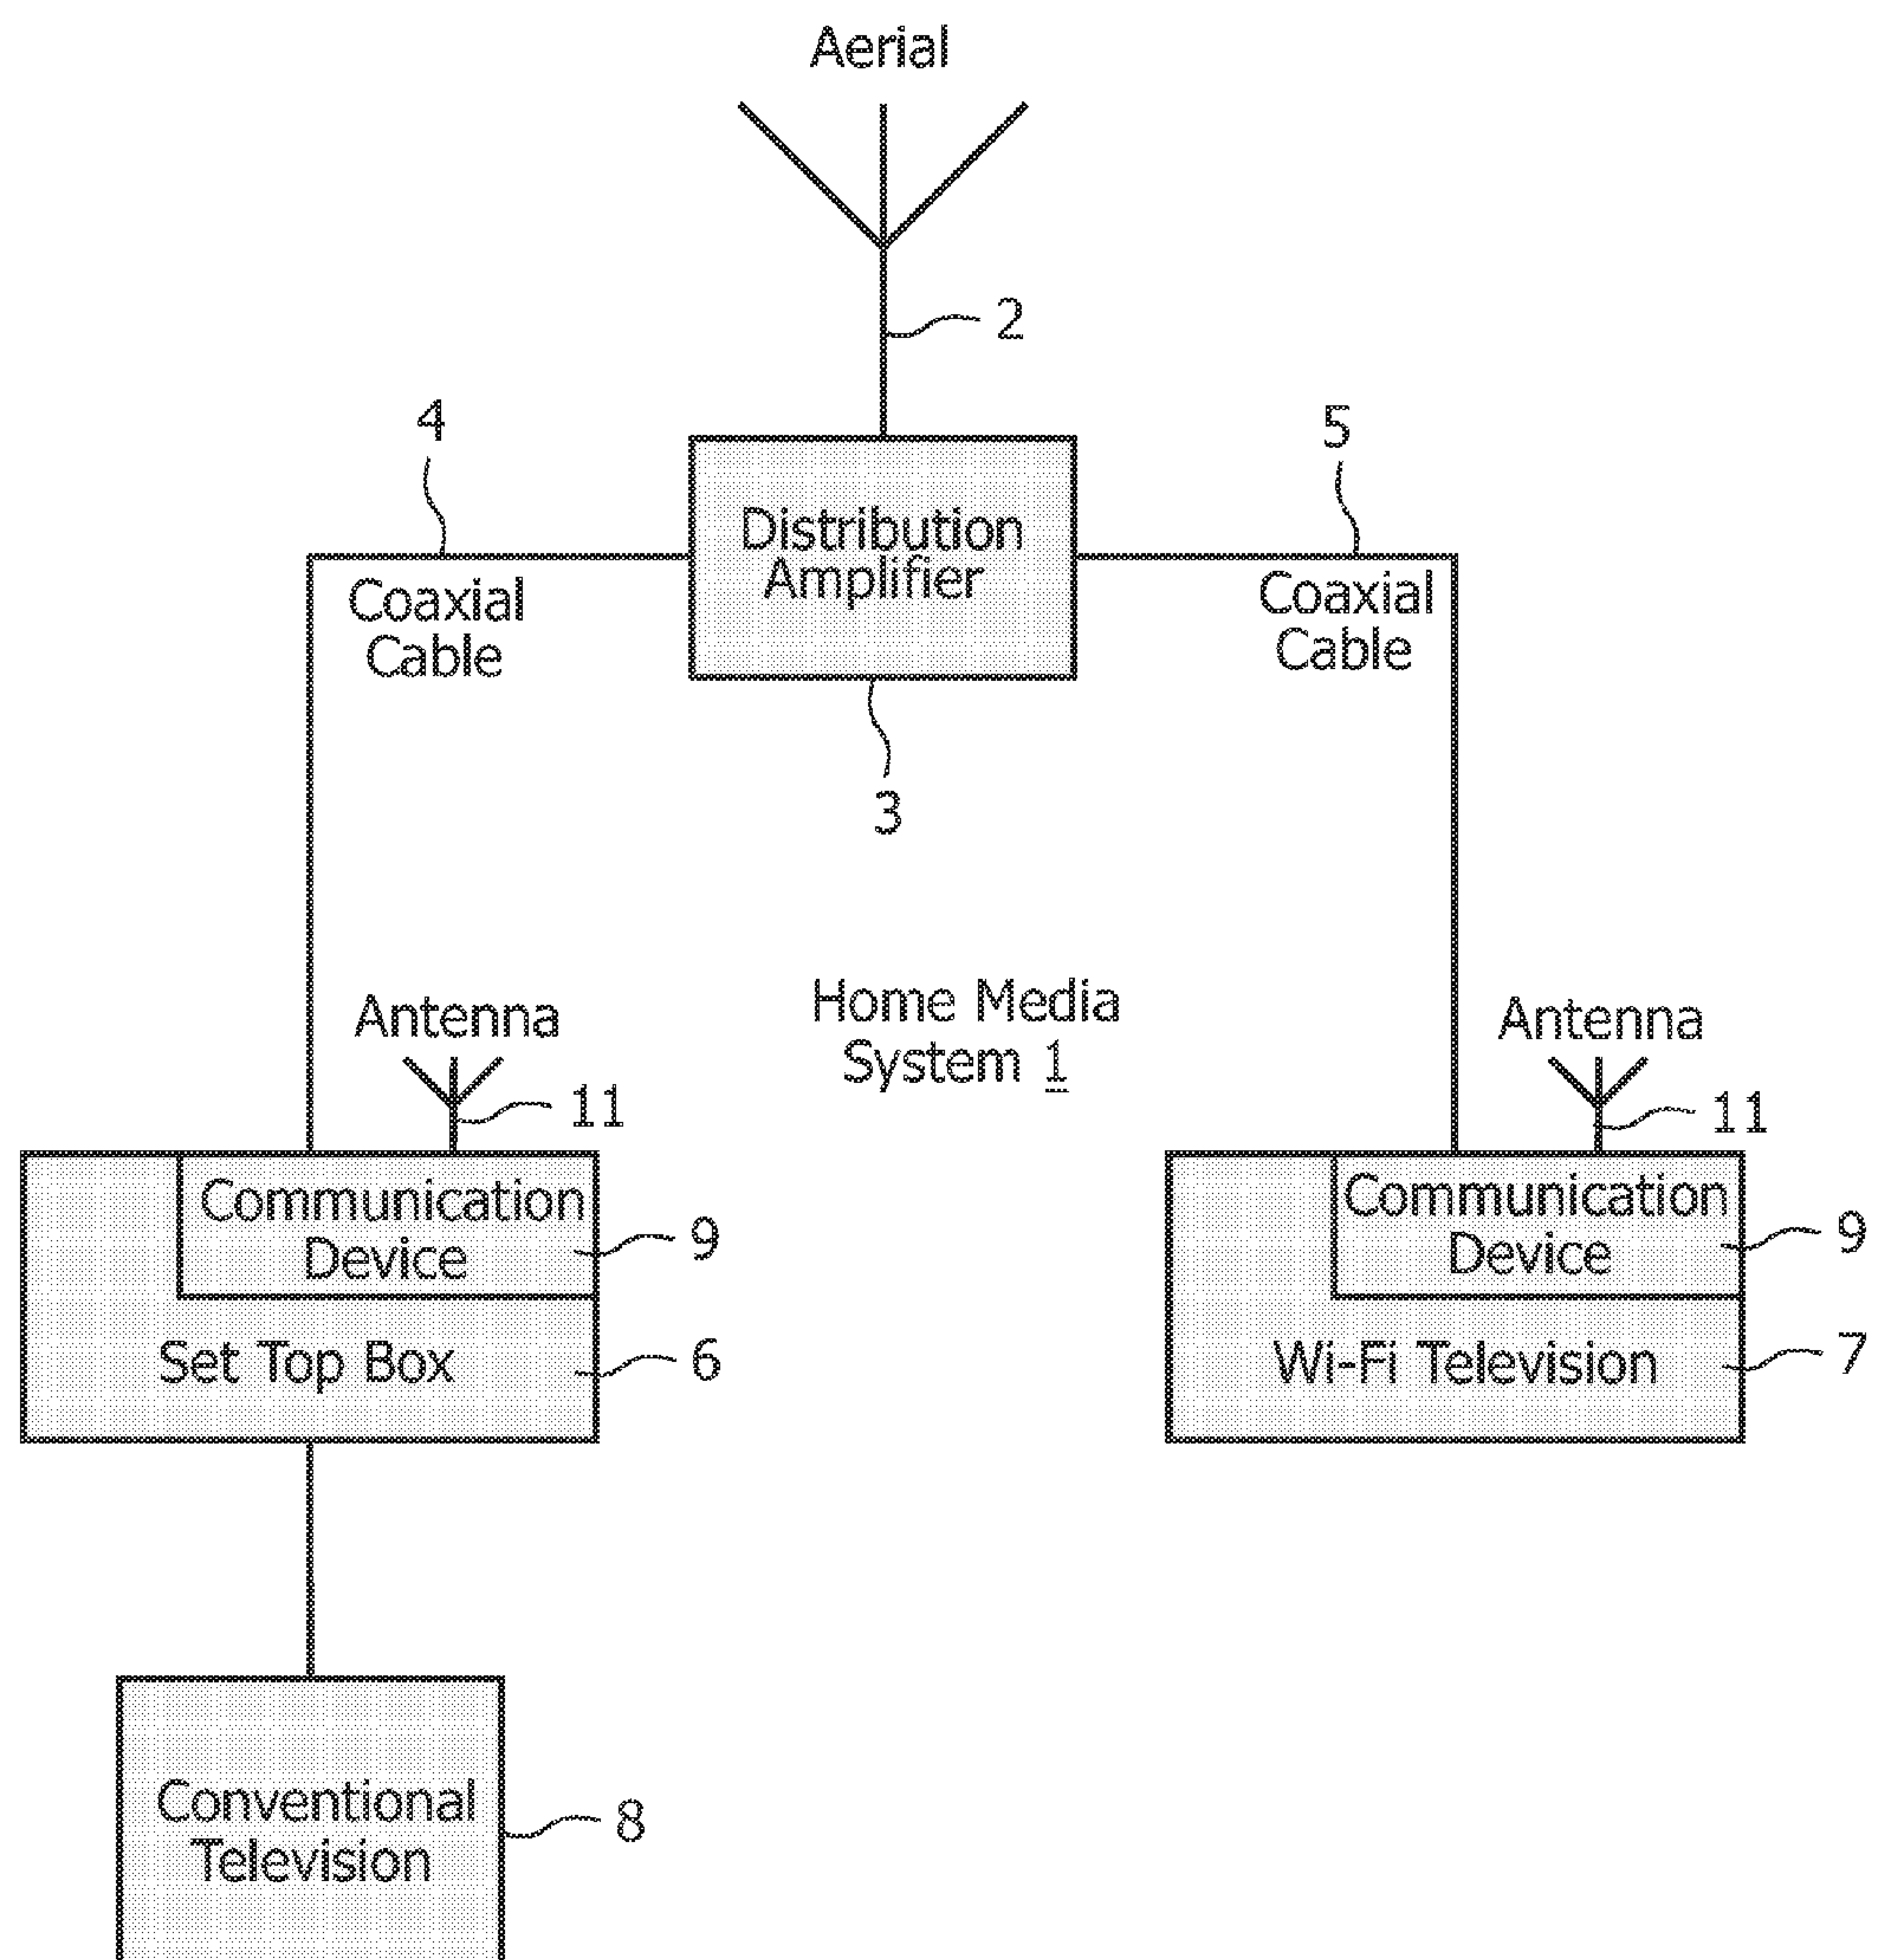 Aerial
2
4
5
Distribution
Amplifier
Coaxial
Cable
Coaxial
Cable
3
Home Media
System 1
Antenna
11
Antenna
11
Communication
Device
9
Set Top Box
6
Communication
Device
9
Wi-Fi Television
7
Conventional
Television
8